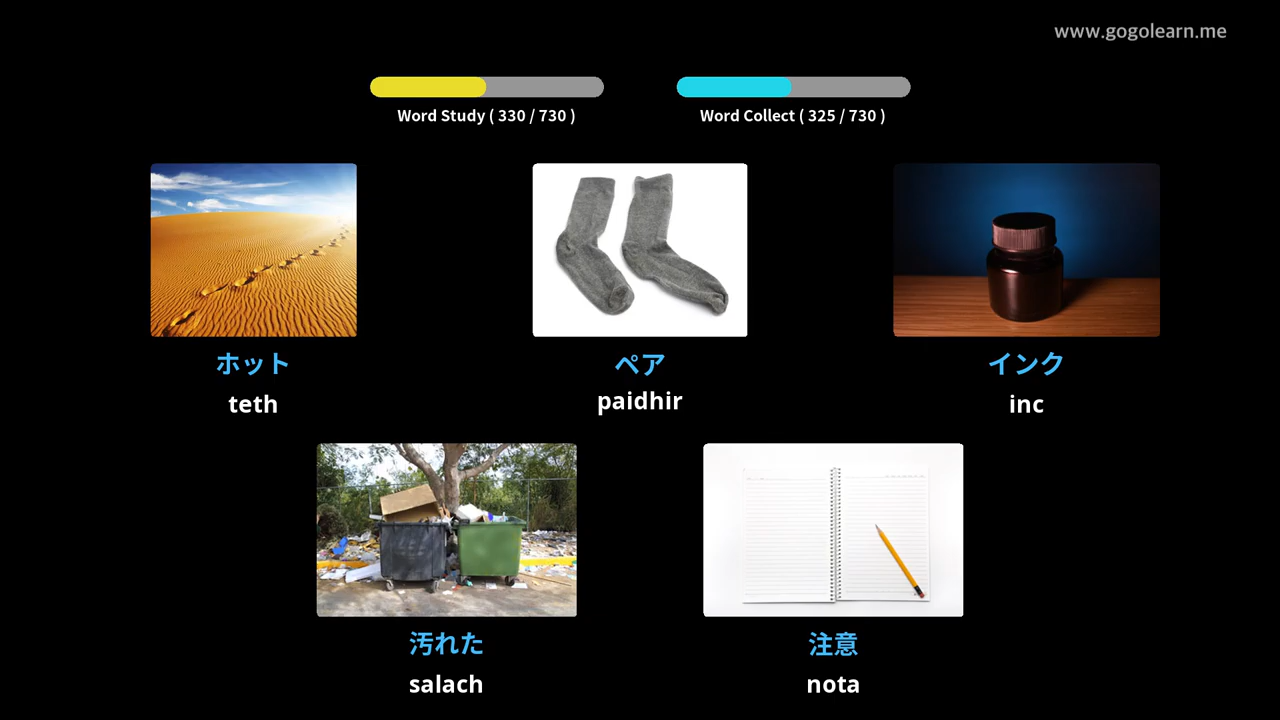 www.gogolearn.me
Word Study ( 330 / 730 )
Word Collect ( 325 / 730 )
ホット
teth
ペア
paidhir
インク
inc
汚れた
salach
注意
nota